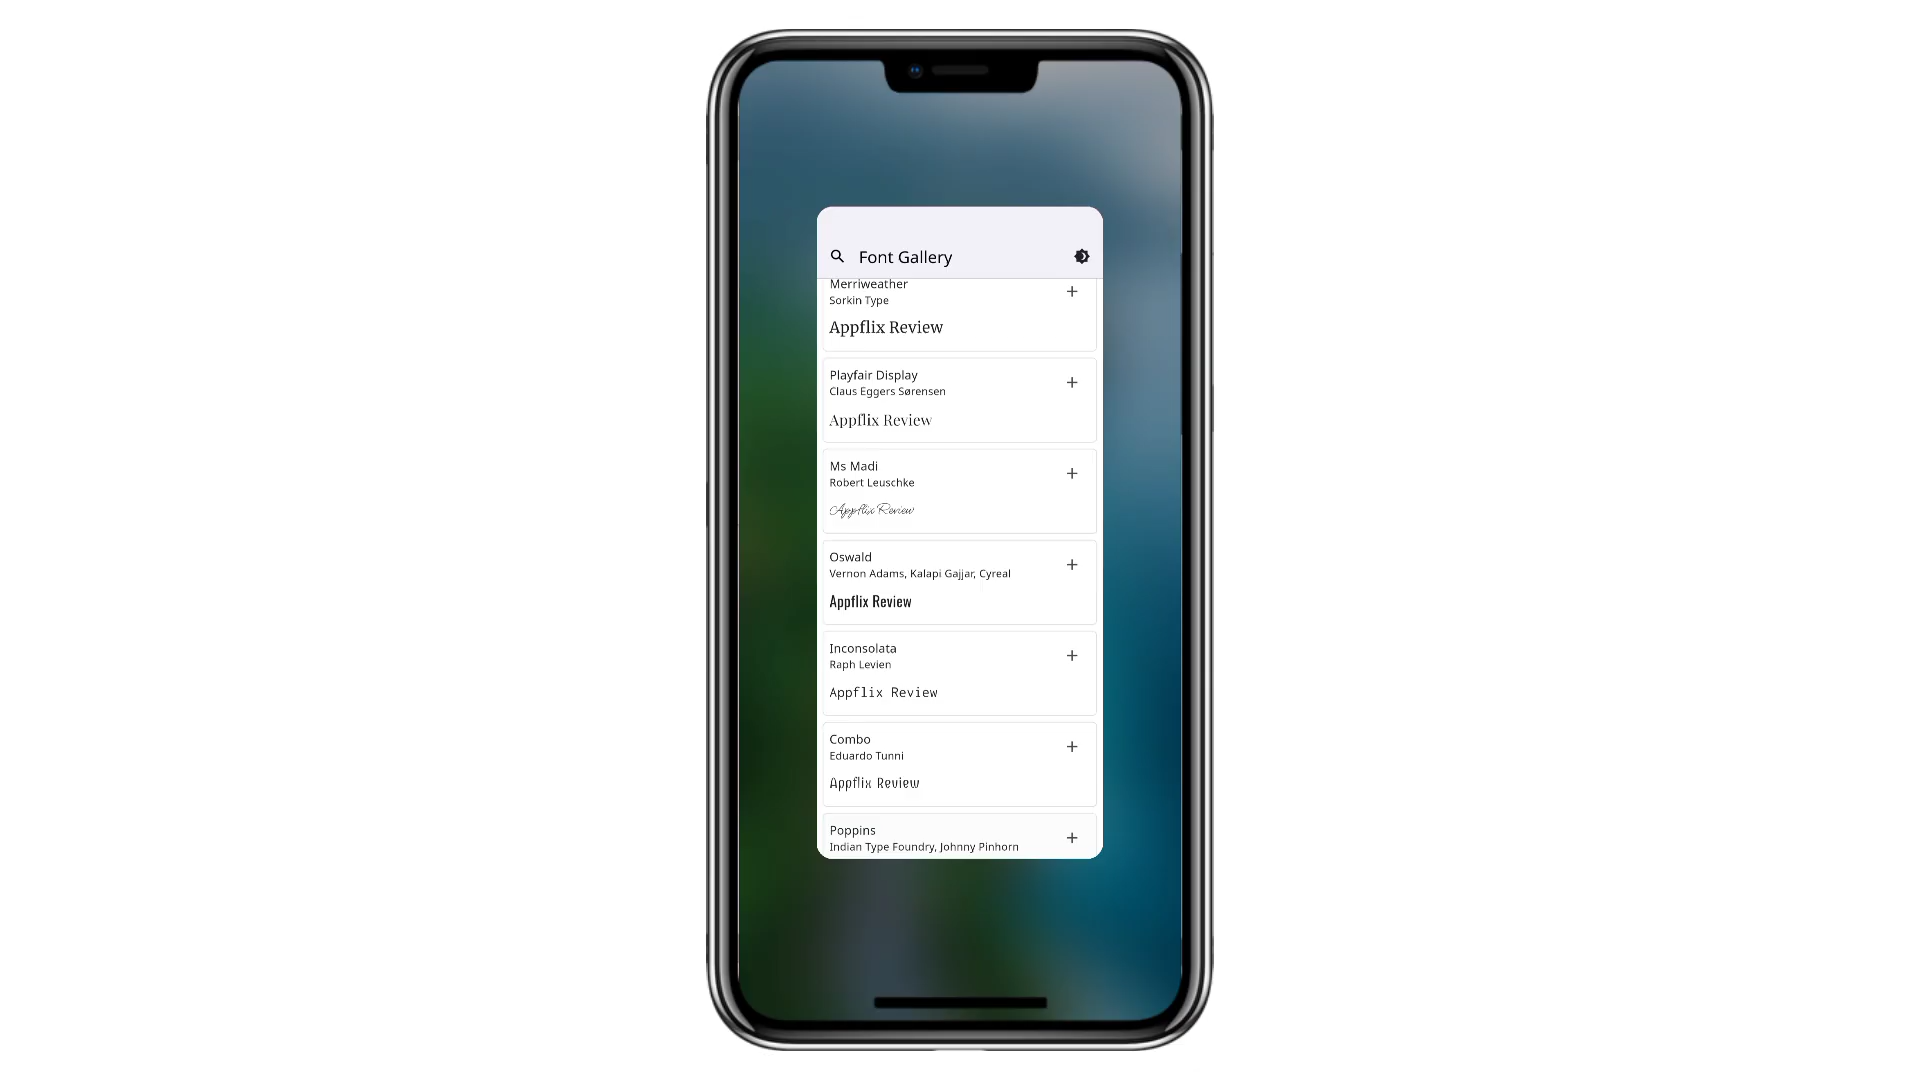 Font Gallery
Merriweather
Sorkin Type
Appflix Review
Playfair Display
Claus Eggers Sørensen
Appflix Review
Ms Madi
Robert Leuschke
Appflix Review
Oswald
Vernon Adams, Kalapi Gajjar, Cyreal
Appflix Review
Inconsolata
Raph Levien
Appflix Review
Combo
Eduardo Tunni
Appflix Review
Poppins
Indian Type Foundry, Johnny Pinhorn